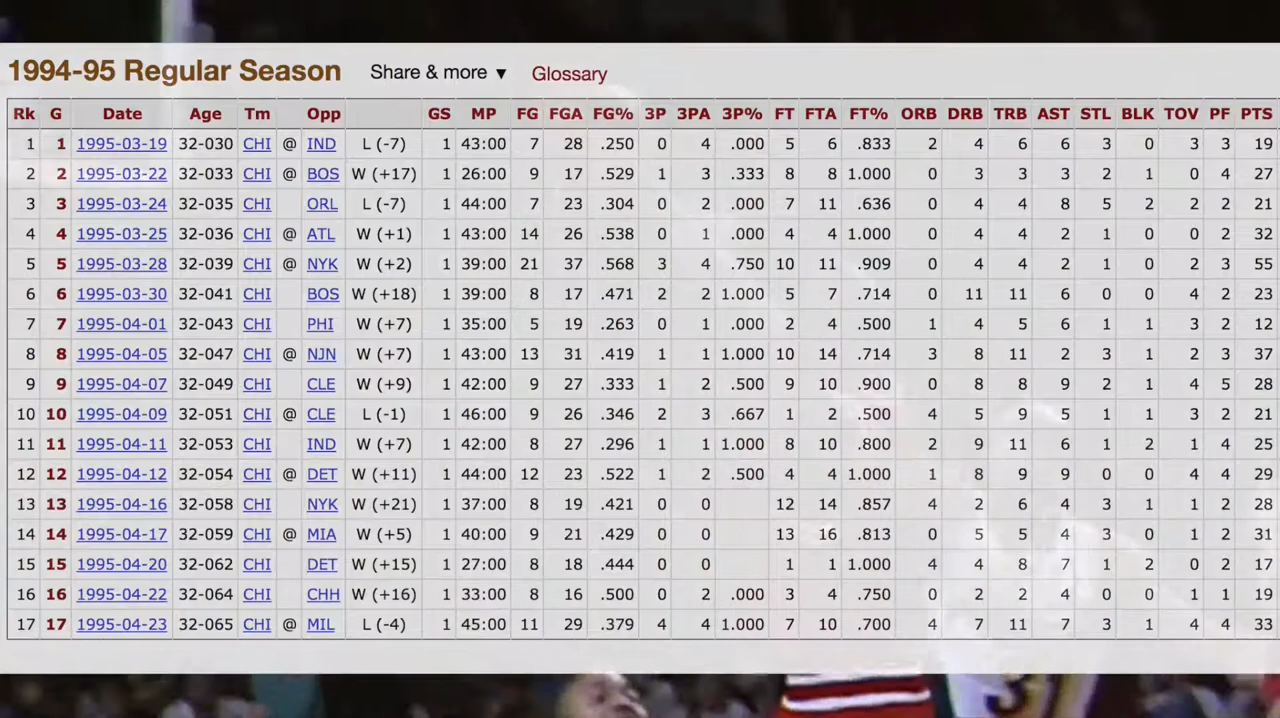 1994-95 Regular Season Share & more ▼ Glossary
Rk G Date Age Tm Opp GS MP FG FGA FG% 3P 3PA 3P% FT FTA FT% ORB DRB TRB AST STL BLK TOV PF PTS
1 1 1995-03-19 32-030 CHI @ IND L (-7) 1 43:00 7 28 .250 0 4 .000 5 6 .833 2 4 6 6 3 0 3 3 19
2 2 1995-03-22 32-033 CHI @ BOS W (+17) 1 26:00 9 17 .529 1 3 .333 8 8 1.000 0 3 3 3 2 1 0 4 27
3 3 1995-03-24 32-035 CHI ORL L (-7) 1 44:00 7 23 .304 0 2 .000 7 11 .636 0 4 4 8 5 2 2 2 21
4 4 1995-03-25 32-036 CHI @ ATL W (+1) 1 43:00 14 26 .538 0 1 .000 4 4 1.000 0 4 4 2 1 0 0 2 32
5 5 1995-03-28 32-039 CHI @ NYK W (+2) 1 39:00 21 37 .568 3 4 .750 10 11 .909 0 4 4 2 1 0 2 3 55
6 6 1995-03-30 32-041 CHI BOS W (+18) 1 39:00 8 17 .471 2 2 1.000 5 7 .714 0 11 11 6 0 0 4 2 23
7 7 1995-04-01 32-043 CHI PHI W (+7) 1 35:00 5 19 .263 0 1 .000 2 4 .500 1 4 5 6 1 1 3 2 12
8 8 1995-04-05 32-047 CHI @ NJN W (+7) 1 43:00 13 31 .419 1 1 1.000 10 14 .714 3 8 11 2 3 1 2 3 37
9 9 1995-04-07 32-049 CHI CLE W (+9) 1 42:00 9 27 .333 1 2 .500 9 10 .900 0 8 8 9 2 1 4 5 28
10 10 1995-04-09 32-051 CHI @ CLE L (-1) 1 46:00 9 26 .346 2 3 .667 1 2 .500 4 5 9 5 1 1 3 2 21
11 11 1995-04-11 32-053 CHI IND W (+7) 1 42:00 8 27 .296 1 1 1.000 8 10 .800 2 9 11 6 1 2 1 4 25
12 12 1995-04-12 32-054 CHI @ DET W (+11) 1 44:00 12 23 .522 1 2 .500 4 4 1.000 1 8 9 9 0 0 4 4 29
13 13 1995-04-16 32-058 CHI NYK W (+21) 1 37:00 8 19 .421 0 0 12 14 .857 4 2 6 4 3 1 1 2 28
14 14 1995-04-17 32-059 CHI @ MIA W (+5) 1 40:00 9 21 .429 0 0 13 16 .813 0 5 5 4 3 0 1 2 31
15 15 1995-04-20 32-062 CHI DET W (+15) 1 27:00 8 18 .444 0 0 1 1 1.000 4 4 8 7 1 2 0 2 17
16 16 1995-04-22 32-064 CHI CHH W (+16) 1 33:00 8 16 .500 0 2 .000 3 4 .750 0 2 2 4 0 0 1 1 19
17 17 1995-04-23 32-065 CHI @ MIL L (-4) 1 45:00 11 29 .379 4 4 1.000 7 10 .700 4 7 11 7 3 1 4 4 33